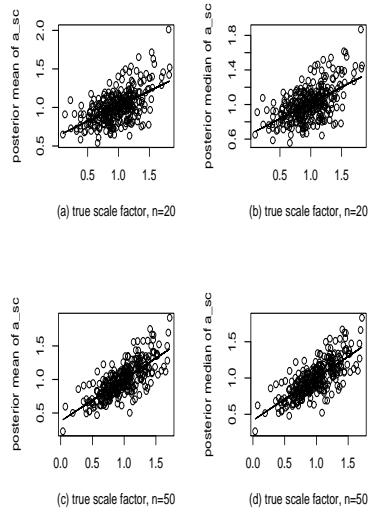 posterior mean of a_sc
0.5 1.0 1.5 2.0
0.5 1.0 1.5
(a) true scale factor, n=20
posterior median of a_sc
0.6 1.0 1.4 1.8
0.5 1.0 1.5
(b) true scale factor, n=20
posterior mean of a_sc
0.5 1.0 1.5
0.0 0.5 1.0 1.5
(c) true scale factor, n=50
posterior median of a_sc
0.5 1.0 1.5
0.0 0.5 1.0 1.5
(d) true scale factor, n=50